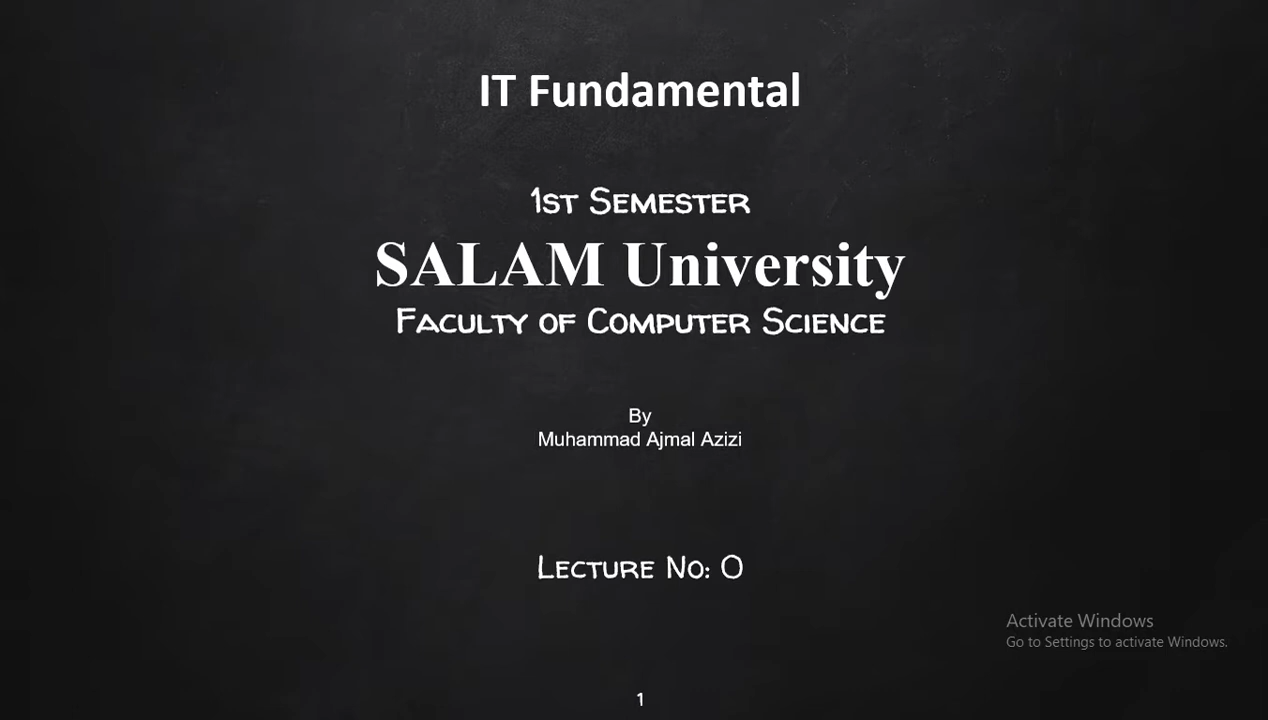 IT Fundamental
1st Semester
SALAM University
Faculty of Computer Science
By
Muhammad Ajmal Azizi
Lecture No: 0
Activate Windows
Go to Settings to activate Windows.
1